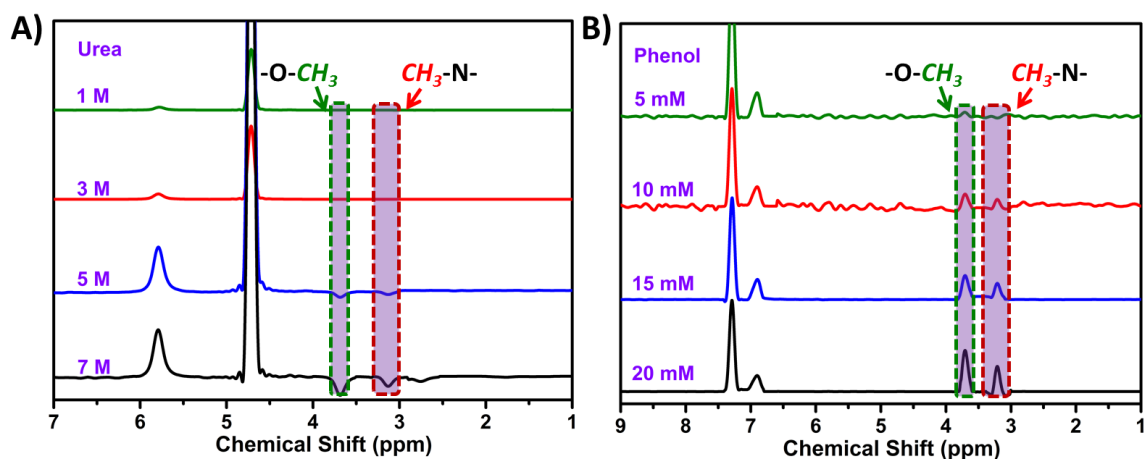 A)
Urea
1 M
3 M
5 M
7 M
-O-CH3
CH3-N-
7 6 5 4 3 2 1
Chemical Shift (ppm)
B)
Phenol
5 mM
10 mM
15 mM
20 mM
-O-CH3
CH3-N-
9 8 7 6 5 4 3 2 1
Chemical Shift (ppm)